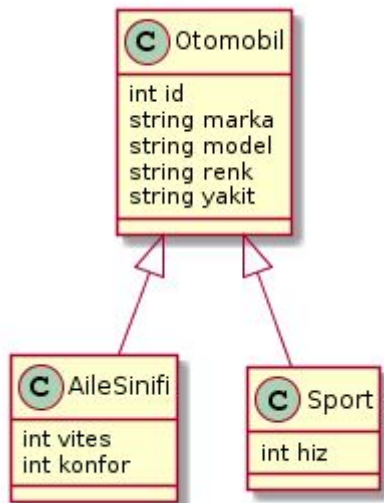 C Otomobil
int id
string marka
string model
string renk
string yakit
C AileSinifi
int vites
int konfor
C Sport
int hiz